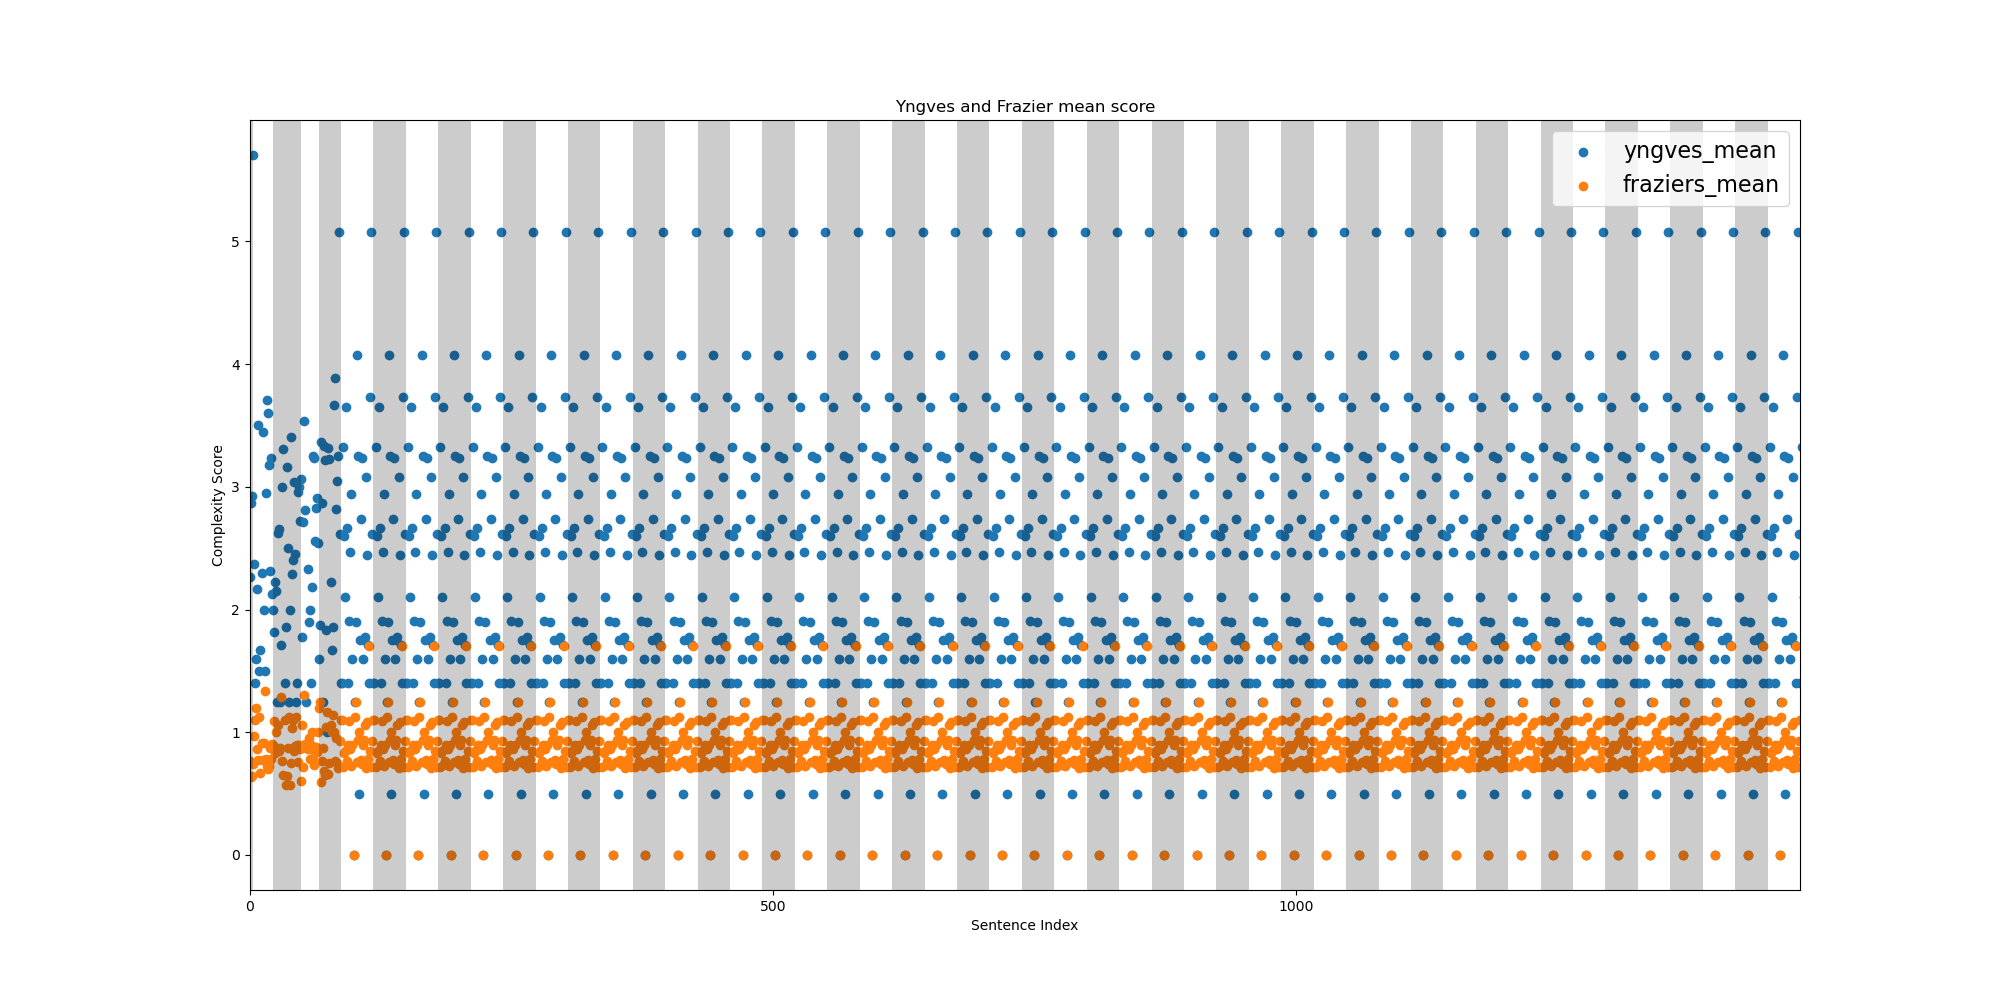 Yngves and Frazier mean score
yngves_mean
fraziers_mean
Complexity Score
5
4
3
2
1
0
0
500
1000
Sentence Index